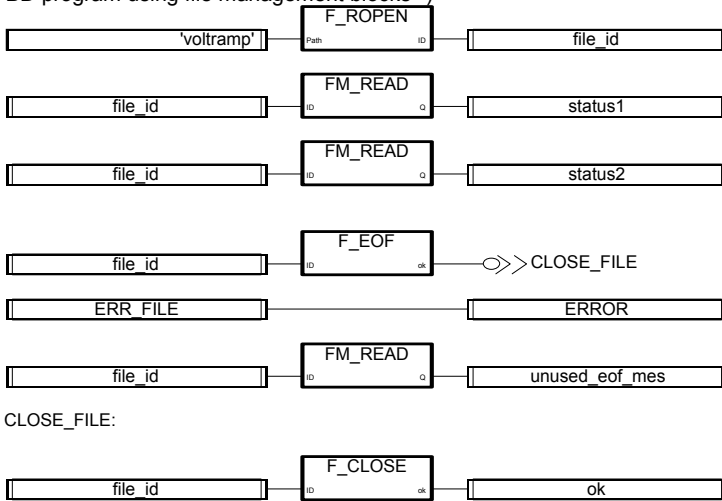 program using file management blocks
F_ROPEN
'voltramp' Path ID file_id
FM_READ
file_id ID Q status1
FM_READ
file_id ID Q status2
F_EOF
file_id ID ok CLOSE_FILE
ERR_FILE ERROR
FM_READ
file_id ID Q unused_eof_mes
CLOSE_FILE:
F_CLOSE
file_id ID ok ok